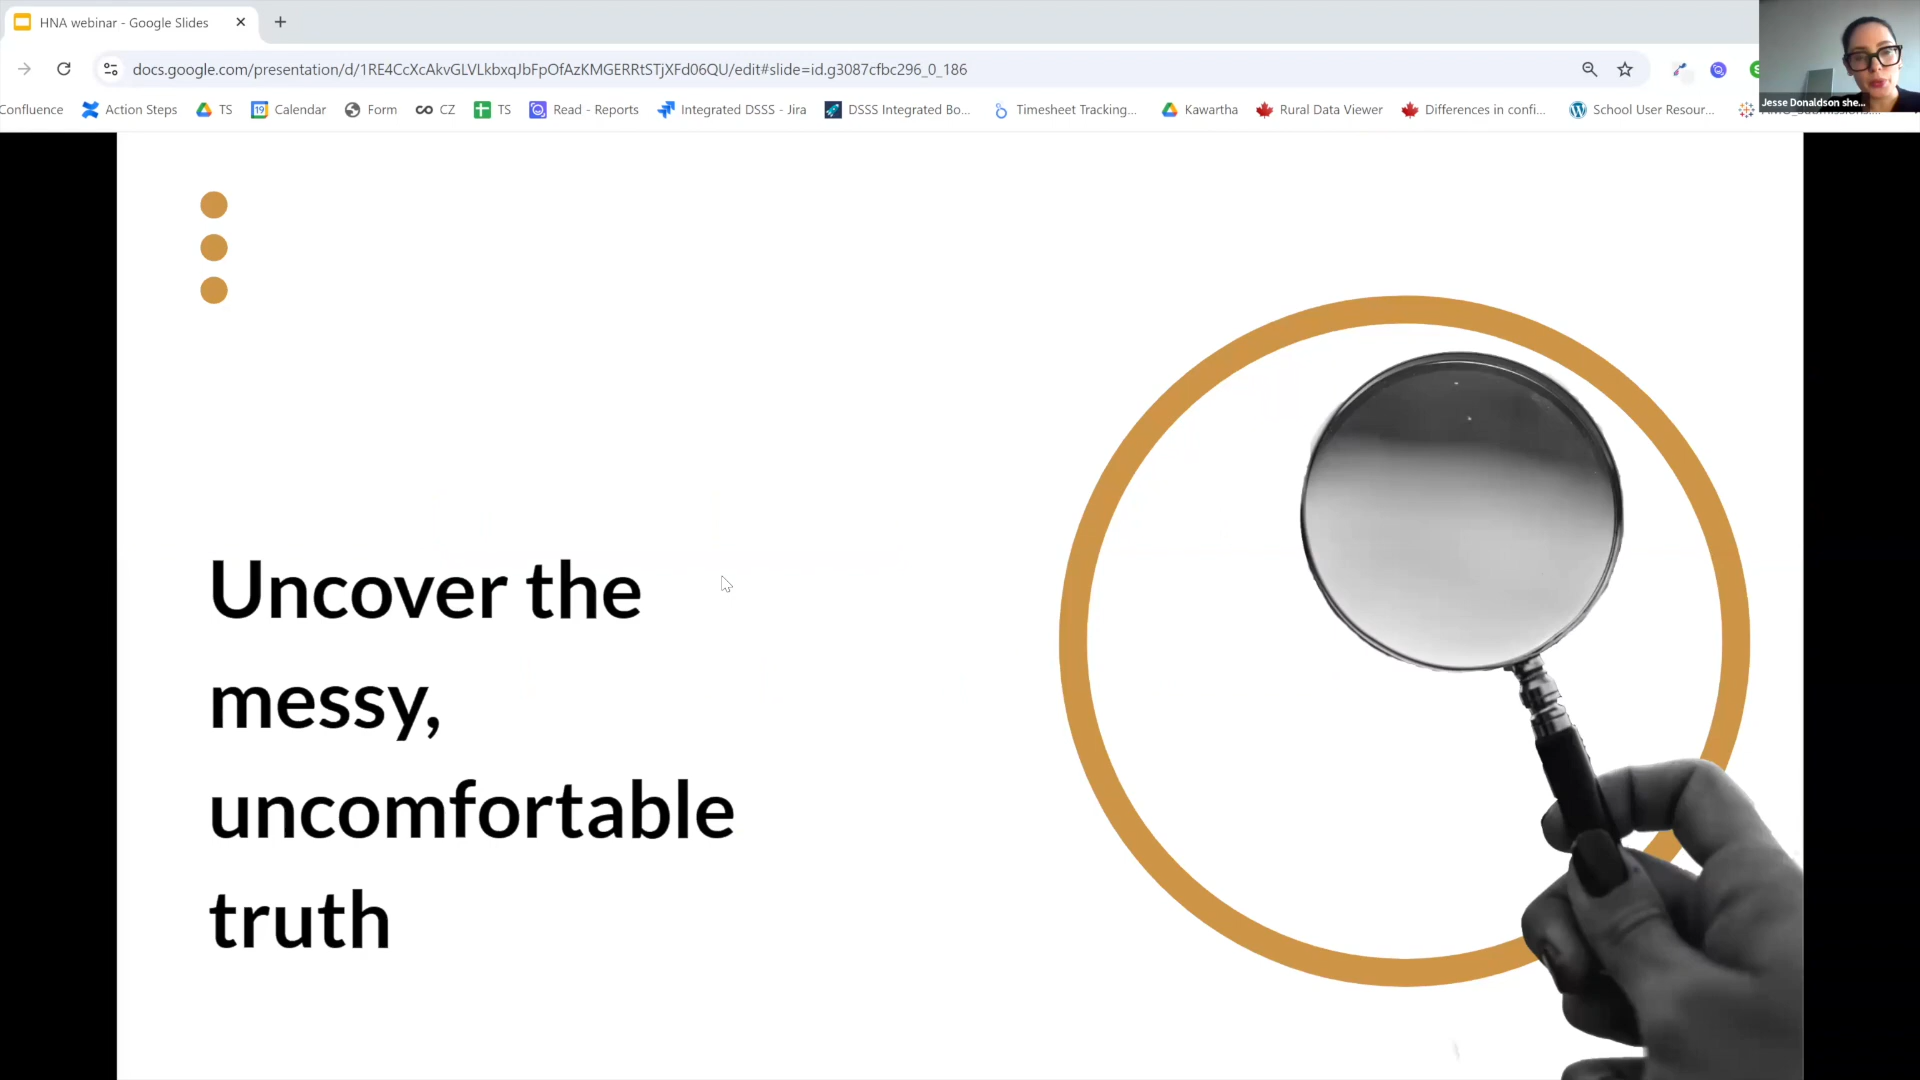 HNA webinar - Google Slides
docs.google.com/presentation/d/1RE4CcXcAkvGLVLkbxqJbFpOfAzKMGERRtSTjXFd06QU/edit#slide=id.g3087cfbc296_0_186
Confluence Action Steps TS 19 Calendar Form CZ TS Read - Reports Integrated DSSS - Jira DSSS Integrated Bo... Timesheet Tracking... Kawartha Rural Data Viewer Differences in confi... School User Resour...
Jesse Donaldson she...
Uncover the
messy,
uncomfortable
truth